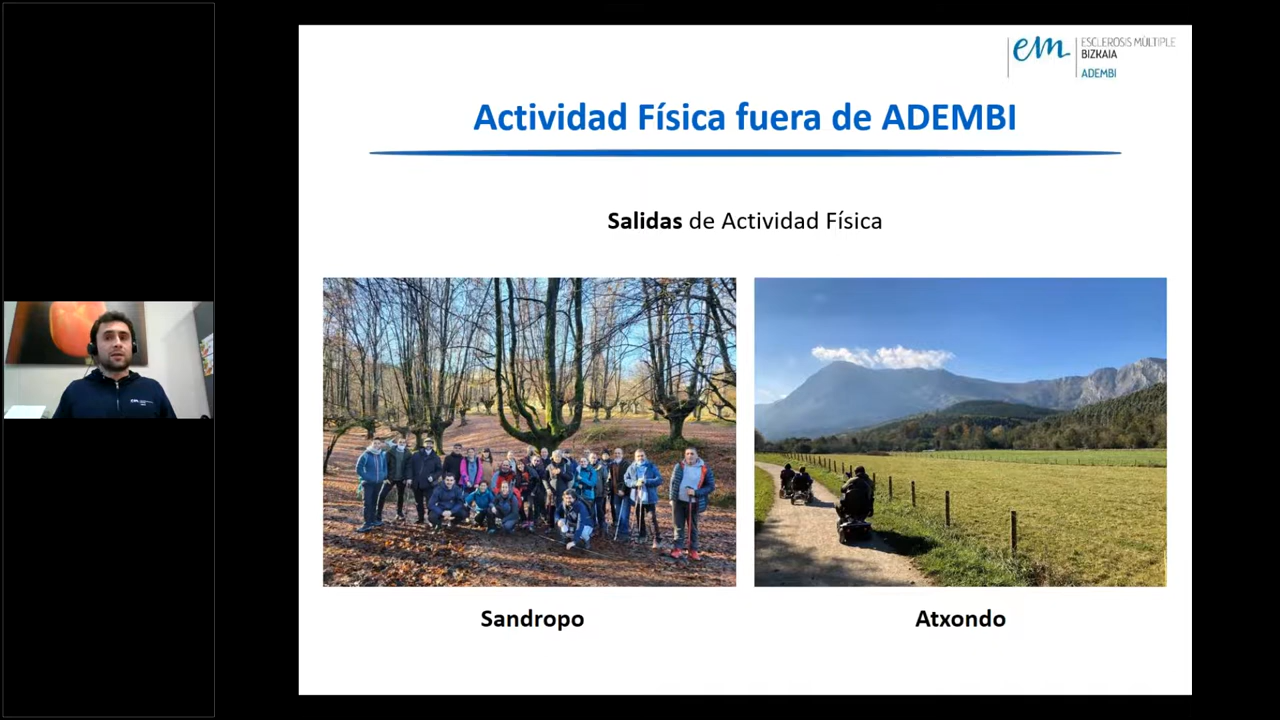 ESCLEROSIS MÚLTIPLE
BIZKAIA
ADEMBI
em
Actividad Física fuera de ADEMBI
Salidas de Actividad Física
Sandropo
Atxondo